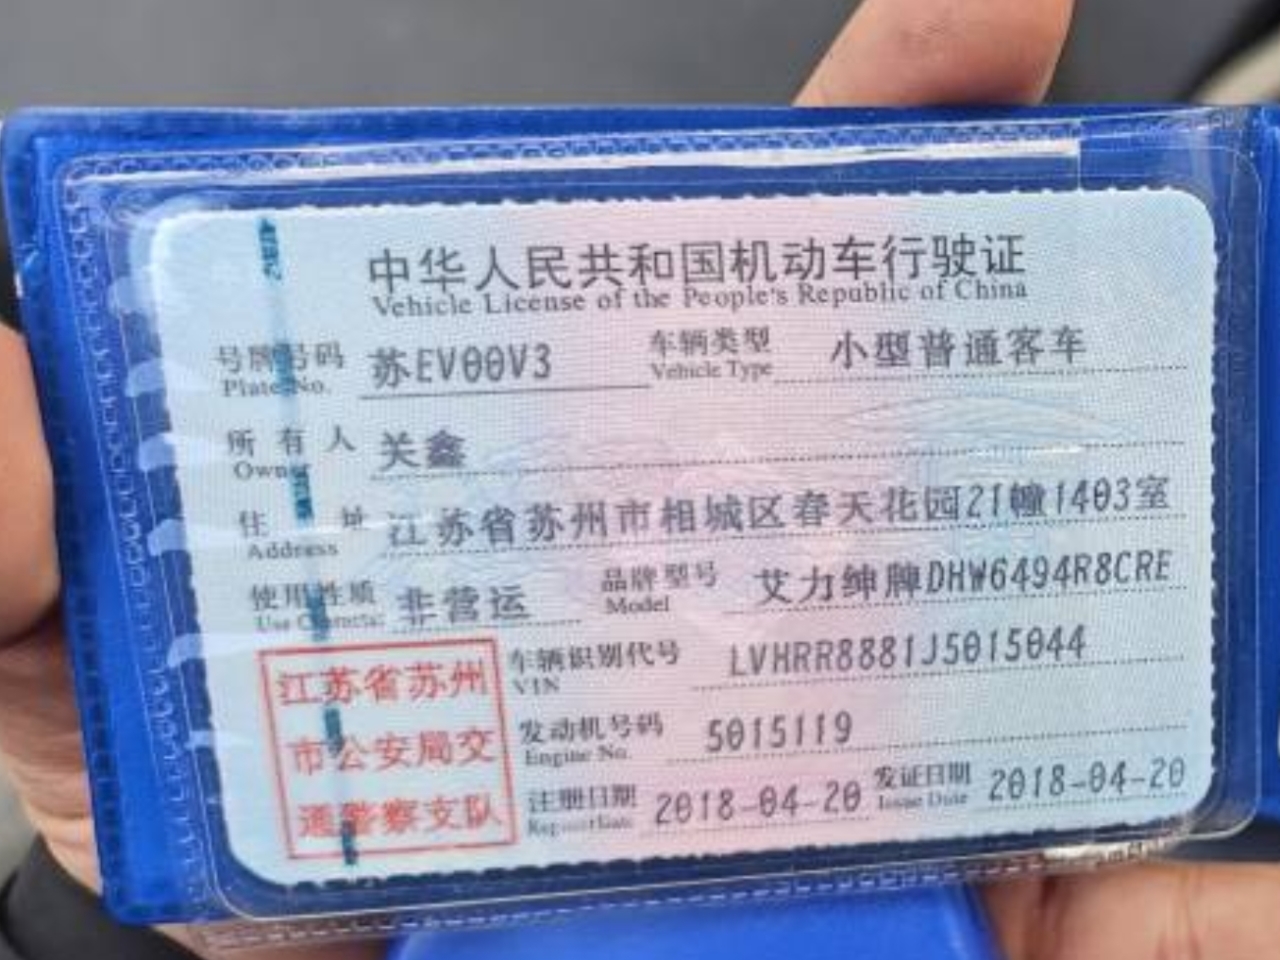 中华人民共和国机动车行驶证
Vehicle License of the People's Republic of China
号牌号码 苏EV00V3 车辆类型 小型普通客车
Plate No. Vehicle Type
所有人 关鑫
Owner
住址 江苏省苏州市相城区春天花园21幢1403室
Address
使用性质 非营运 品牌型号 艾力绅牌DHW6494R8CRE
Use Character Model
车辆识别代号 LVHRR8881J5015044
VIN
发动机号码 5015119
Engine No.
注册日期 2018-04-20 发证日期 2018-04-20
Register Date Issue Date
江苏省苏州
市公安局交
通警察支队